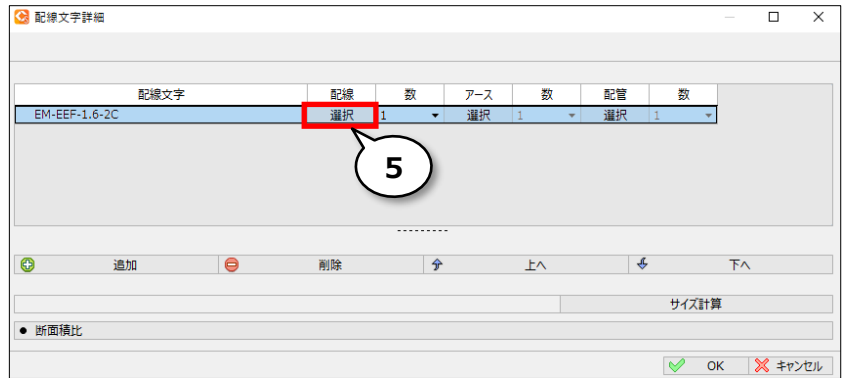 配線文字詳細
配線文字 配線 数 アース 数 配管 数
EM-EEF-1.6-2C 選択 1 選択 1 選択 1
5
追加 削除 上へ 下へ
サイズ計算
● 断面積比
OK キャンセル